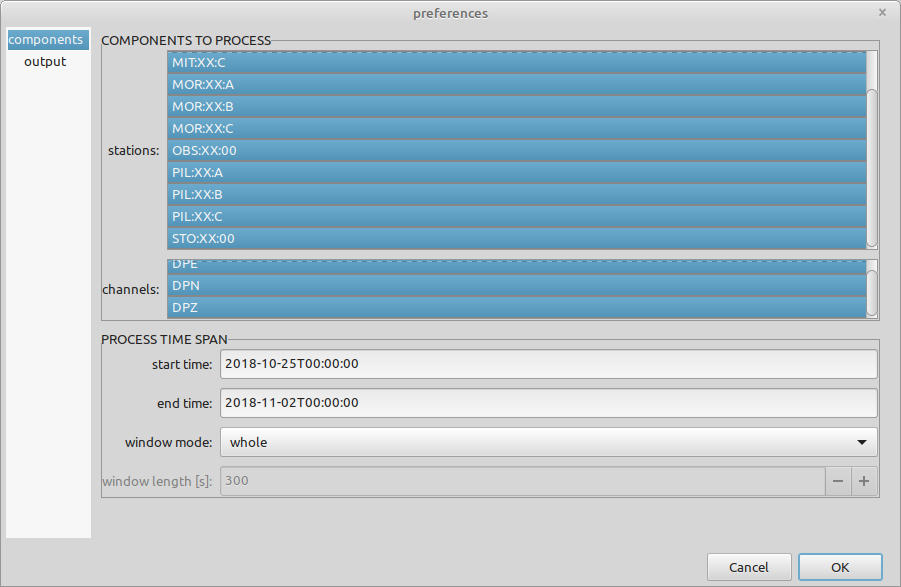 preferences
components
output
COMPONENTS TO PROCESS
stations:
MIT:XX:C
MOR:XX:A
MOR:XX:B
MOR:XX:C
OBS:XX:00
PIL:XX:A
PIL:XX:B
PIL:XX:C
STO:XX:00
channels:
DPE
DPN
DPZ
PROCESS TIME SPAN
start time: 2018-10-25T00:00:00
end time: 2018-11-02T00:00:00
window mode: whole
window length [s]: 300
Cancel OK